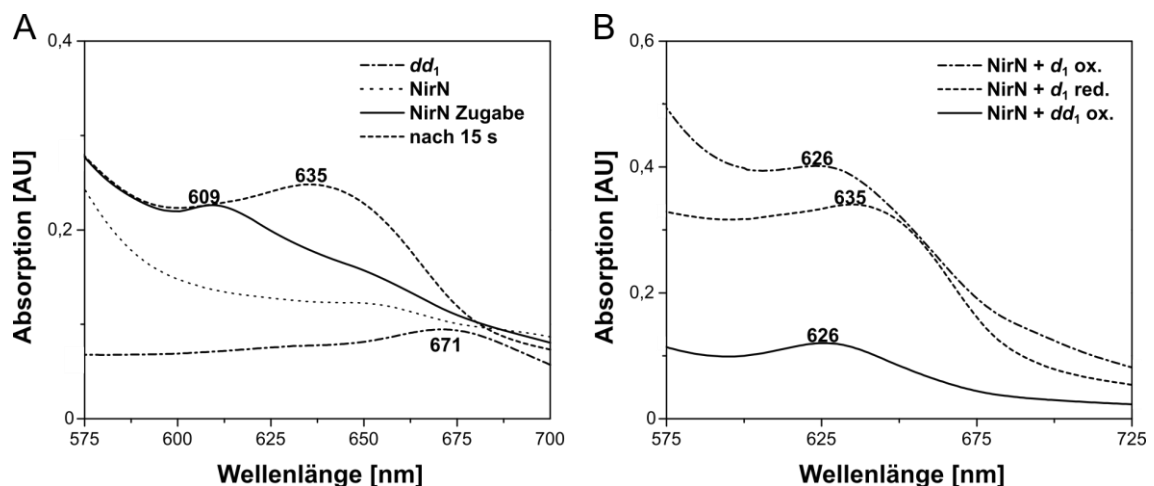 A
0,4
0,2
0
Absorption [AU]
dd1
NirN
NirN Zugabe
nach 15 s
609
635
671
575 600 625 650 675 700
Wellenlänge [nm]
B
0,6
0,4
0,2
0
Absorption [AU]
NirN + d1 ox.
NirN + d1 red.
NirN + dd1 ox.
626
635
626
575 625 675 725
Wellenlänge [nm]